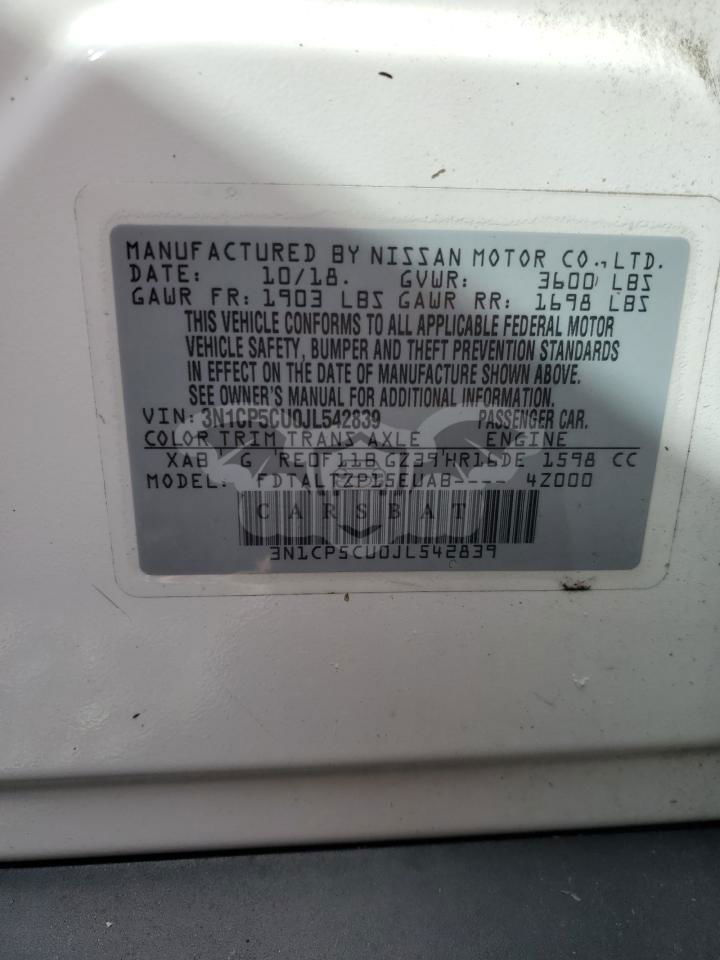 MANUFACTURED BY NISSAN MOTOR CO., LTD.
DATE: 10/18. GVWR: 3600 LBS
GAWR FR: 1903 LBS GAWR RR: 1698 LBS
THIS VEHICLE CONFORMS TO ALL APPLICABLE FEDERAL MOTOR
VEHICLE SAFETY, BUMPER AND THEFT PREVENTION STANDARDS
IN EFFECT ON THE DATE OF MANUFACTURE SHOWN ABOVE.
SEE OWNER'S MANUAL FOR ADDITIONAL INFORMATION.
VIN: 3N1CP5CU0JL542839 PASSENGER CAR.
COLOR TRIM TRANS AXLE ENGINE
XAB G RE0F11B GZ39 HR16DE 1598 CC
MODEL: FDTALTZP15EUAB---- 4Z000
CARSBAT
3N1CP5CU0JL542839